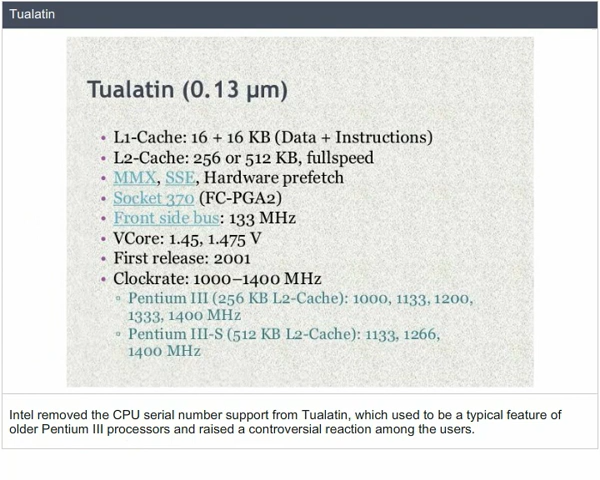 Tualatin
Tualatin (0.13 µm)
• L1-Cache: 16 + 16 KB (Data + Instructions)
• L2-Cache: 256 or 512 KB, fullspeed
• MMX, SSE, Hardware prefetch
• Socket 370 (FC-PGA2)
• Front side bus: 133 MHz
• VCore: 1.45, 1.475 V
• First release: 2001
• Clockrate: 1000–1400 MHz
◦ Pentium III (256 KB L2-Cache): 1000, 1133, 1200,
1333, 1400 MHz
◦ Pentium III-S (512 KB L2-Cache): 1133, 1266,
1400 MHz
Intel removed the CPU serial number support from Tualatin, which used to be a typical feature of
older Pentium III processors and raised a controversial reaction among the users.